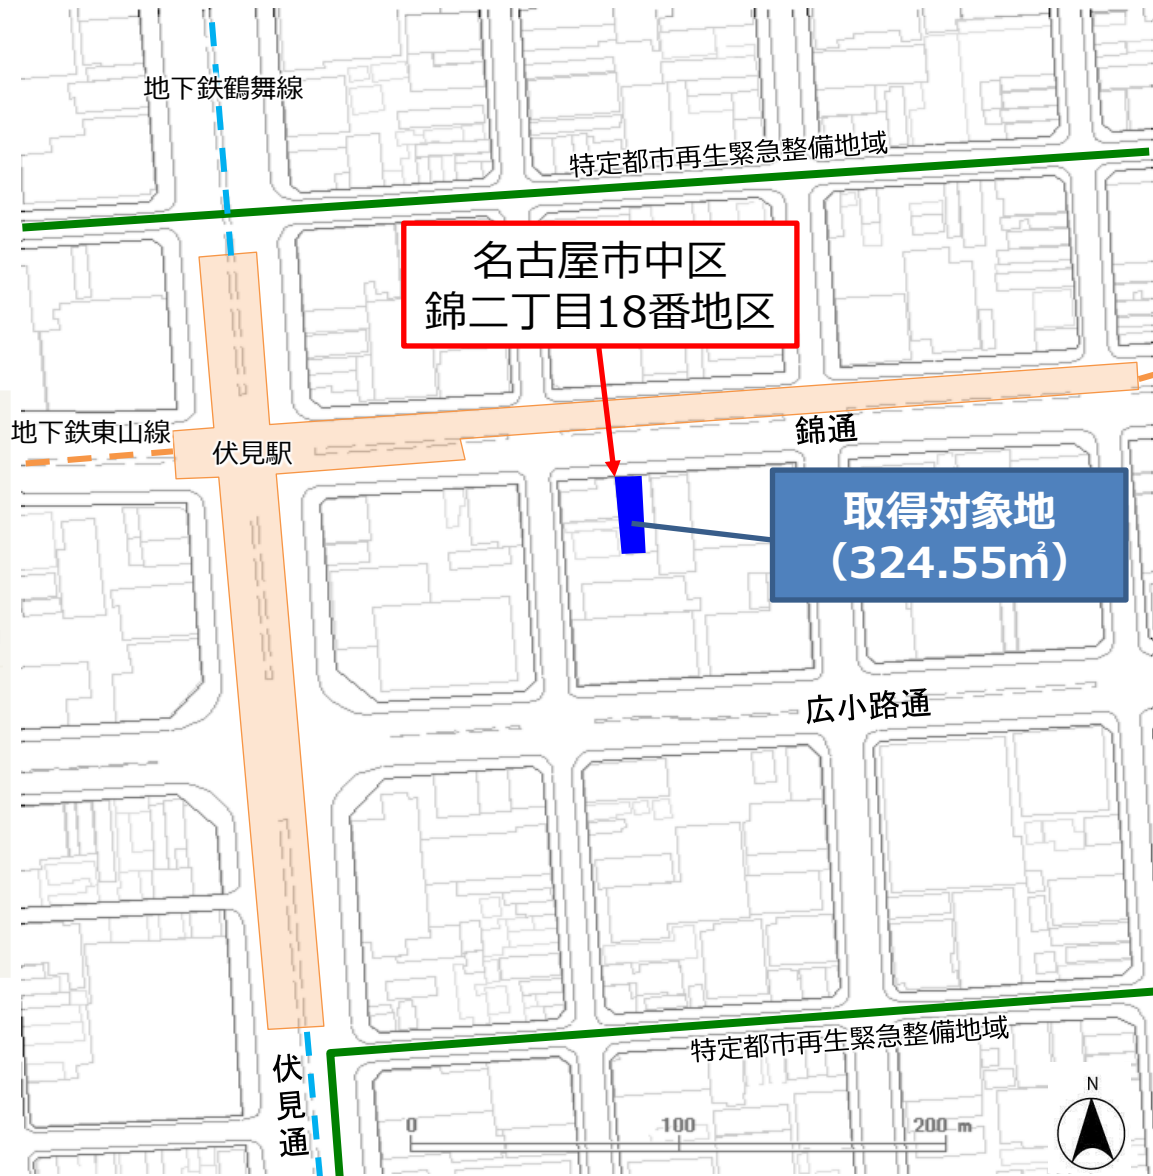 地下鉄鶴舞線
特定都市再生緊急整備地域
名古屋市中区
錦二丁目18番地区
地下鉄東山線
伏見駅
錦通
取得対象地
（324.55㎡）
広小路通
特定都市再生緊急整備地域
伏見通
0 100 200 m
N